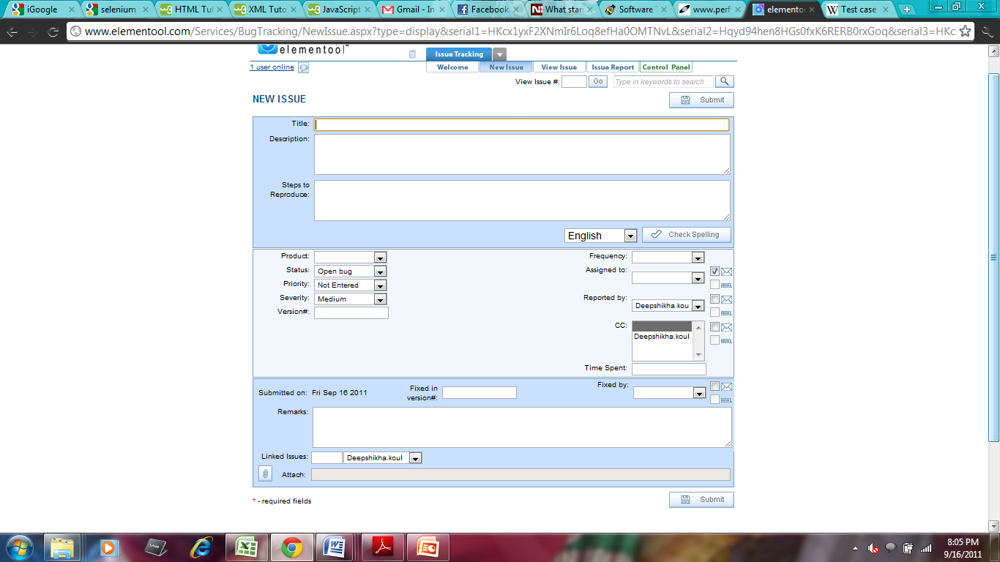 iGoogle
selenium
HTML Tut
XML Tuto
JavaScript
Gmail - In
Facebook
What star
Software T
www.perf
elemento
Test case
www.elementool.com/Services/BugTracking/NewIssue.aspx?type=display&serial1=HKcx1yxF2XNmIr6Loq8efHa0OMTNvL&serial2=Hqyd94hen8HGs0fxK6RERB0rxGoq&serial3=HKc
elementool
Issue Tracking
1 user online
Welcome New Issue View Issue Issue Report Control Panel
View Issue #: Go Type in keywords to search
NEW ISSUE Submit
Title:
Description:
Steps to
Reproduce:
English Check Spelling
Product: Frequency:
Status: Open bug Assigned to:
Priority: Not Entered
Severity: Medium Reported by: Deepshikha.kou
Version#:
CC: Deepshikha.koul
Time Spent:
Submitted on: Fri Sep 16 2011 Fixed in
version#: Fixed by:
Remarks:
Linked Issues: Deepshikha.koul
Attach:
* - required fields Submit
8:05 PM
9/16/2011